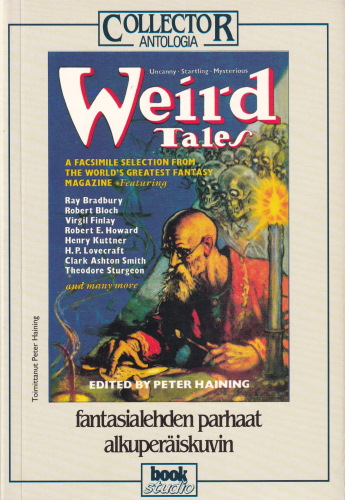 COLLECTOR
ANTOLOGIA
Uncanny · Startling · Mysterious
Weird
Tales
A FACSIMILE SELECTION FROM
THE WORLD'S GREATEST FANTASY
MAGAZINE • Featuring
Ray Bradbury
Robert Bloch
Virgil Finlay
Robert E. Howard
Henry Kuttner
H. P. Lovecraft
Clark Ashton Smith
Theodore Sturgeon
and many more
EDITED BY PETER HAINING
Toimittanut Peter Haining
fantasialehden parhaat
alkuperäiskuvin
book
studio